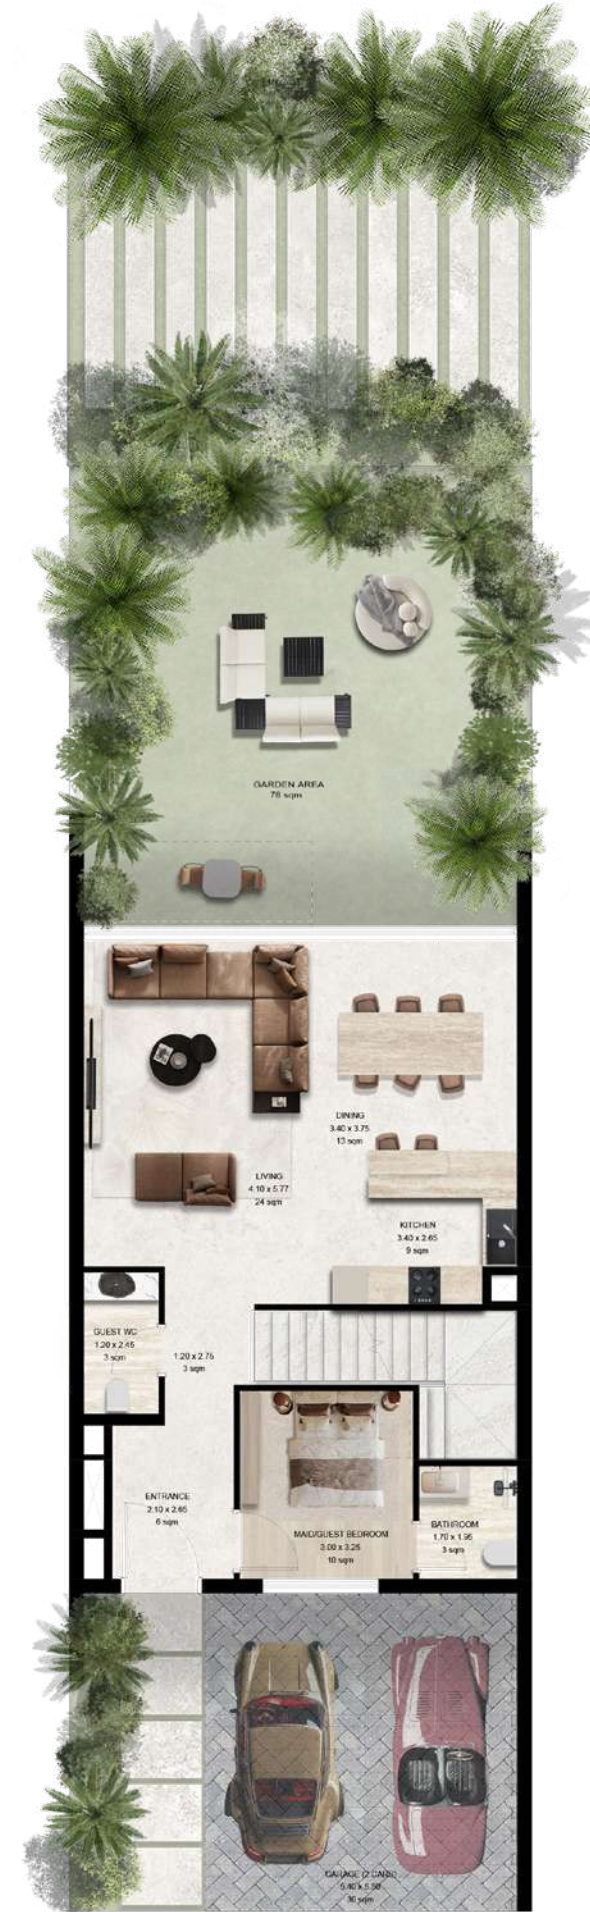 GARDEN AREA
76 sqm
DINING
3.40 x 3.75
13 sqm
LIVING
4.10 x 5.77
24 sqm
KITCHEN
3.40 x 2.65
9 sqm
GUEST WC
1.20 x 2.45
3 sqm
1.20 x 2.75
3 sqm
ENTRANCE
2.10 x 2.65
6 sqm
MAID/GUEST BEDROOM
3.00 x 3.25
10 sqm
BATHROOM
1.70 x 1.95
3 sqm
GARAGE (2 CARS)
5.40 x 5.50
30 sqm